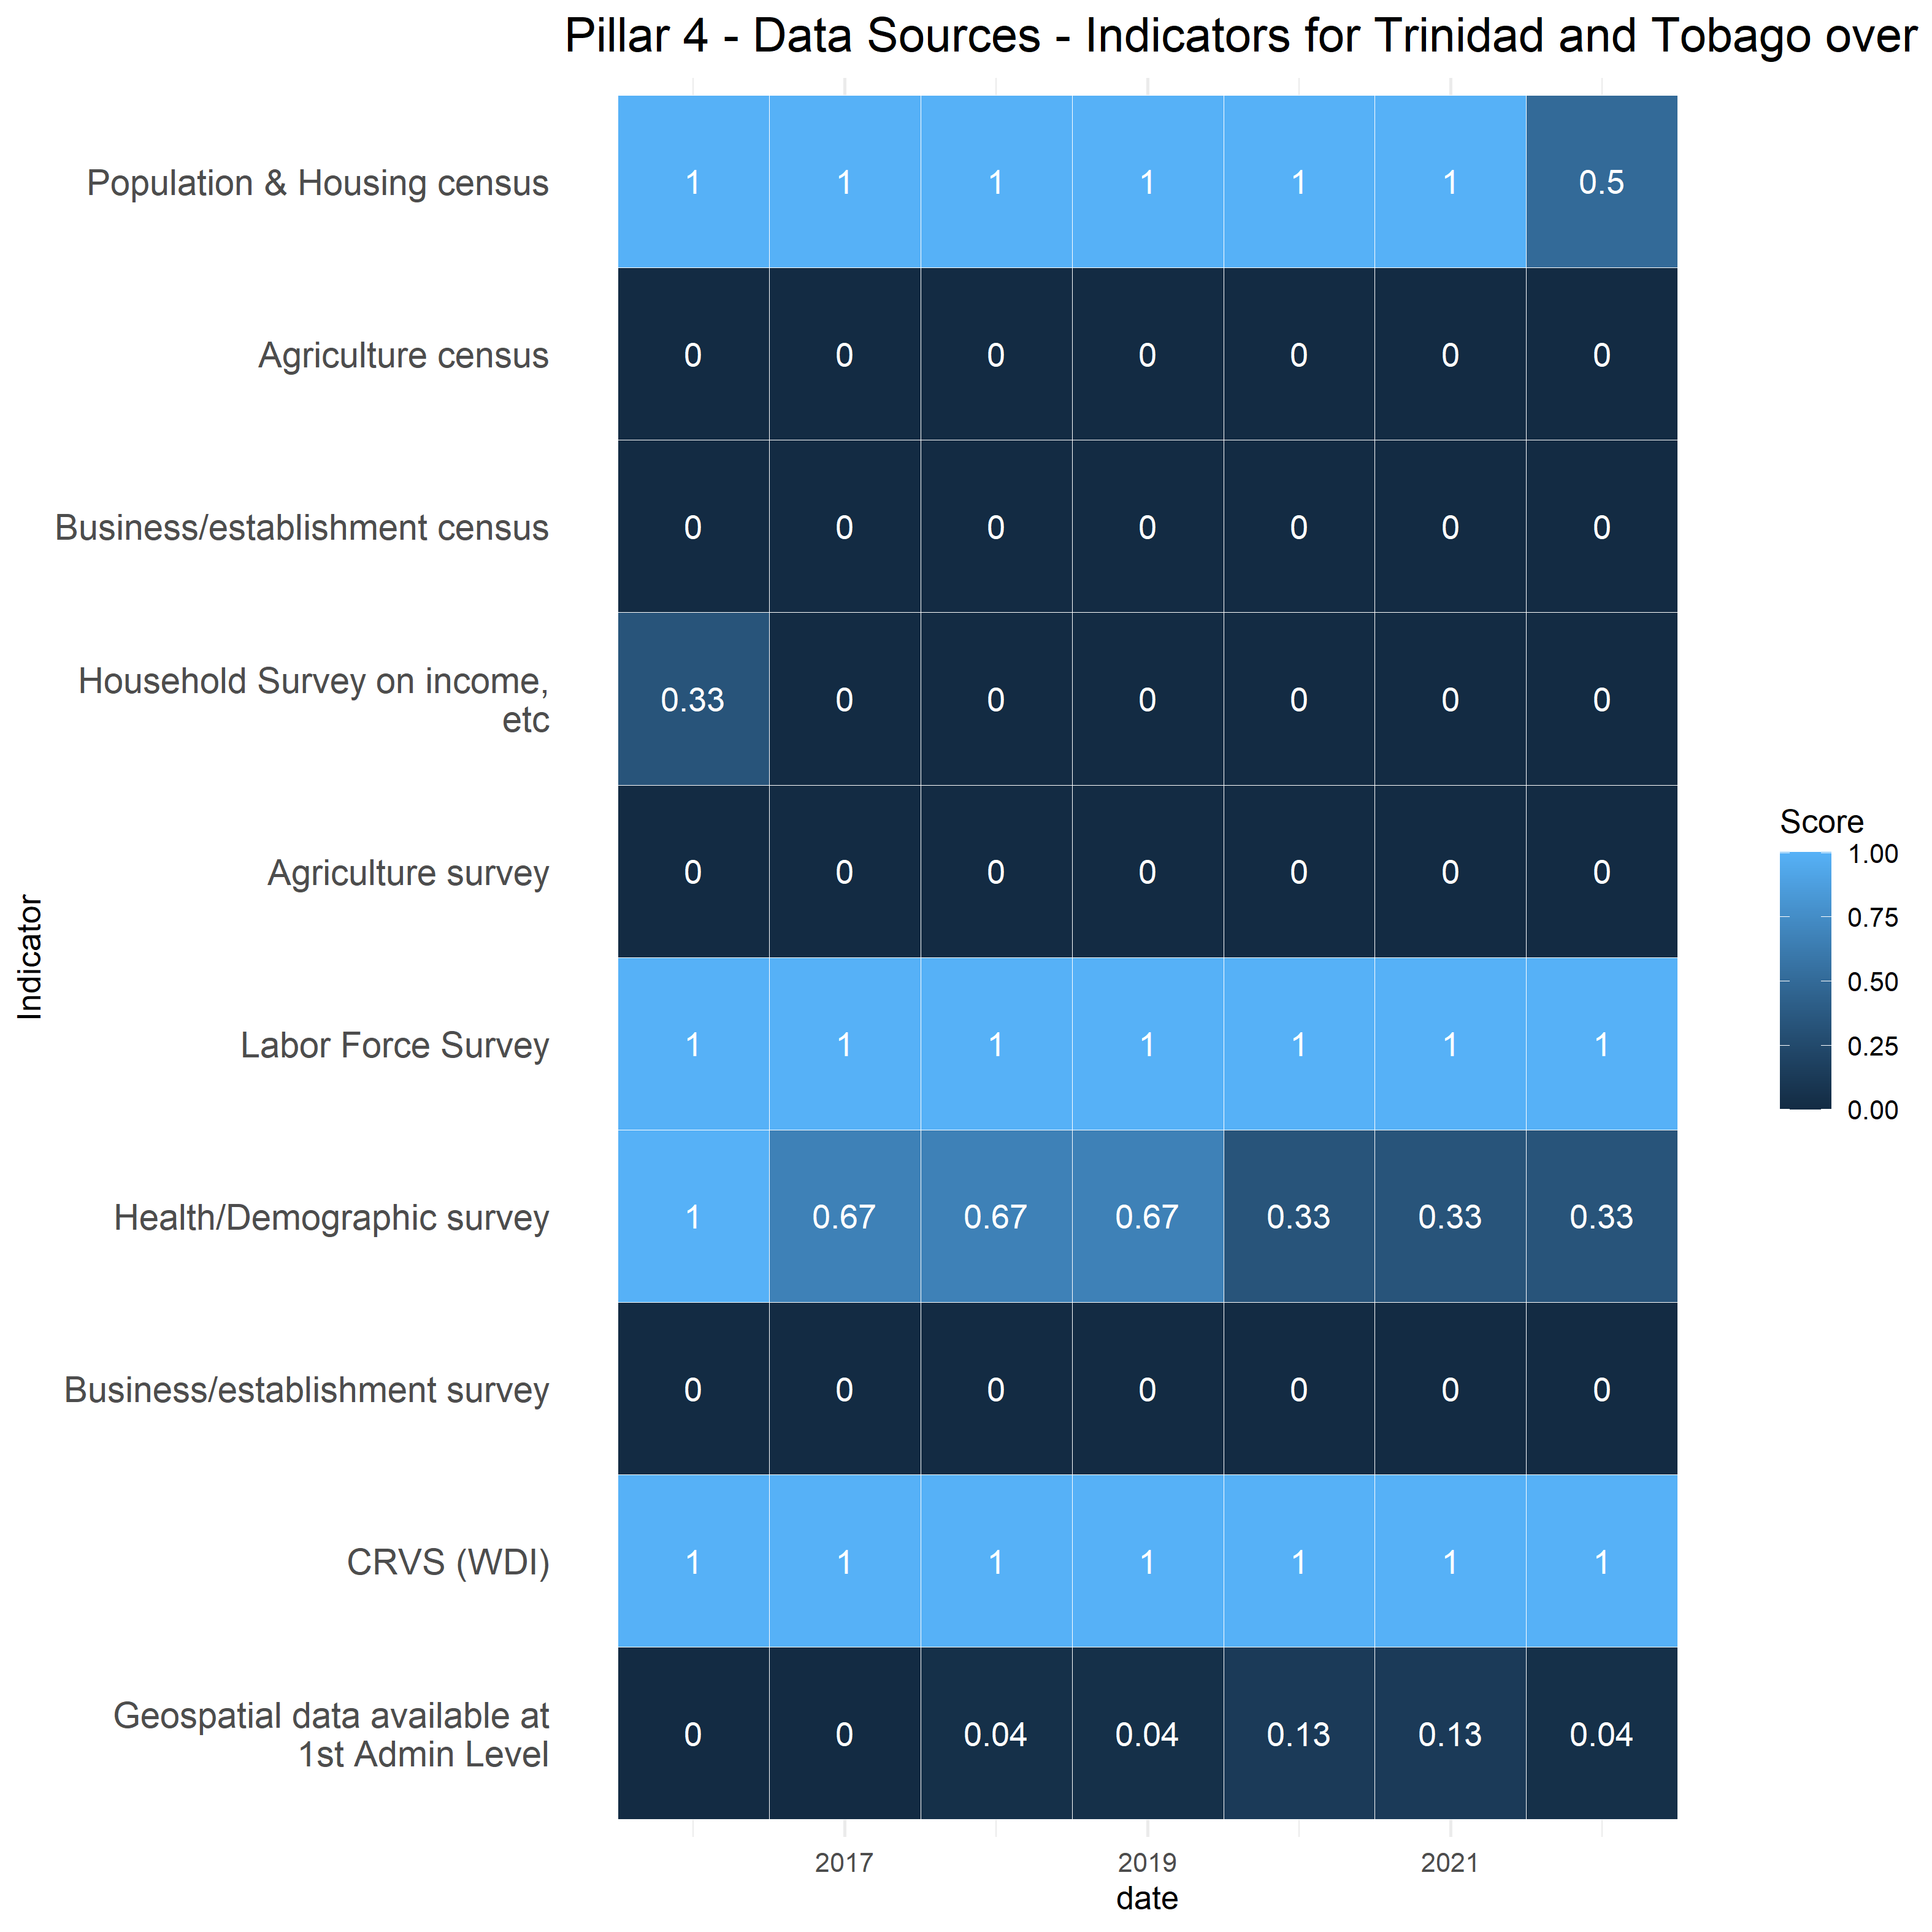 Pillar 4 - Data Sources - Indicators for Trinidad and Tobago over
Population & Housing census
1 1 1 1 1 1 0.5
Agriculture census
0 0 0 0 0 0 0
Business/establishment census
0 0 0 0 0 0 0
Household Survey on income,
etc
0.33 0 0 0 0 0 0
Agriculture survey
0 0 0 0 0 0 0
Labor Force Survey
1 1 1 1 1 1 1
Health/Demographic survey
1 0.67 0.67 0.67 0.33 0.33 0.33
Business/establishment survey
0 0 0 0 0 0 0
CRVS (WDI)
1 1 1 1 1 1 1
Geospatial data available at
1st Admin Level
0 0 0.04 0.04 0.13 0.13 0.04
2017 2019 2021
date
Indicator
Score
1.00
0.75
0.50
0.25
0.00